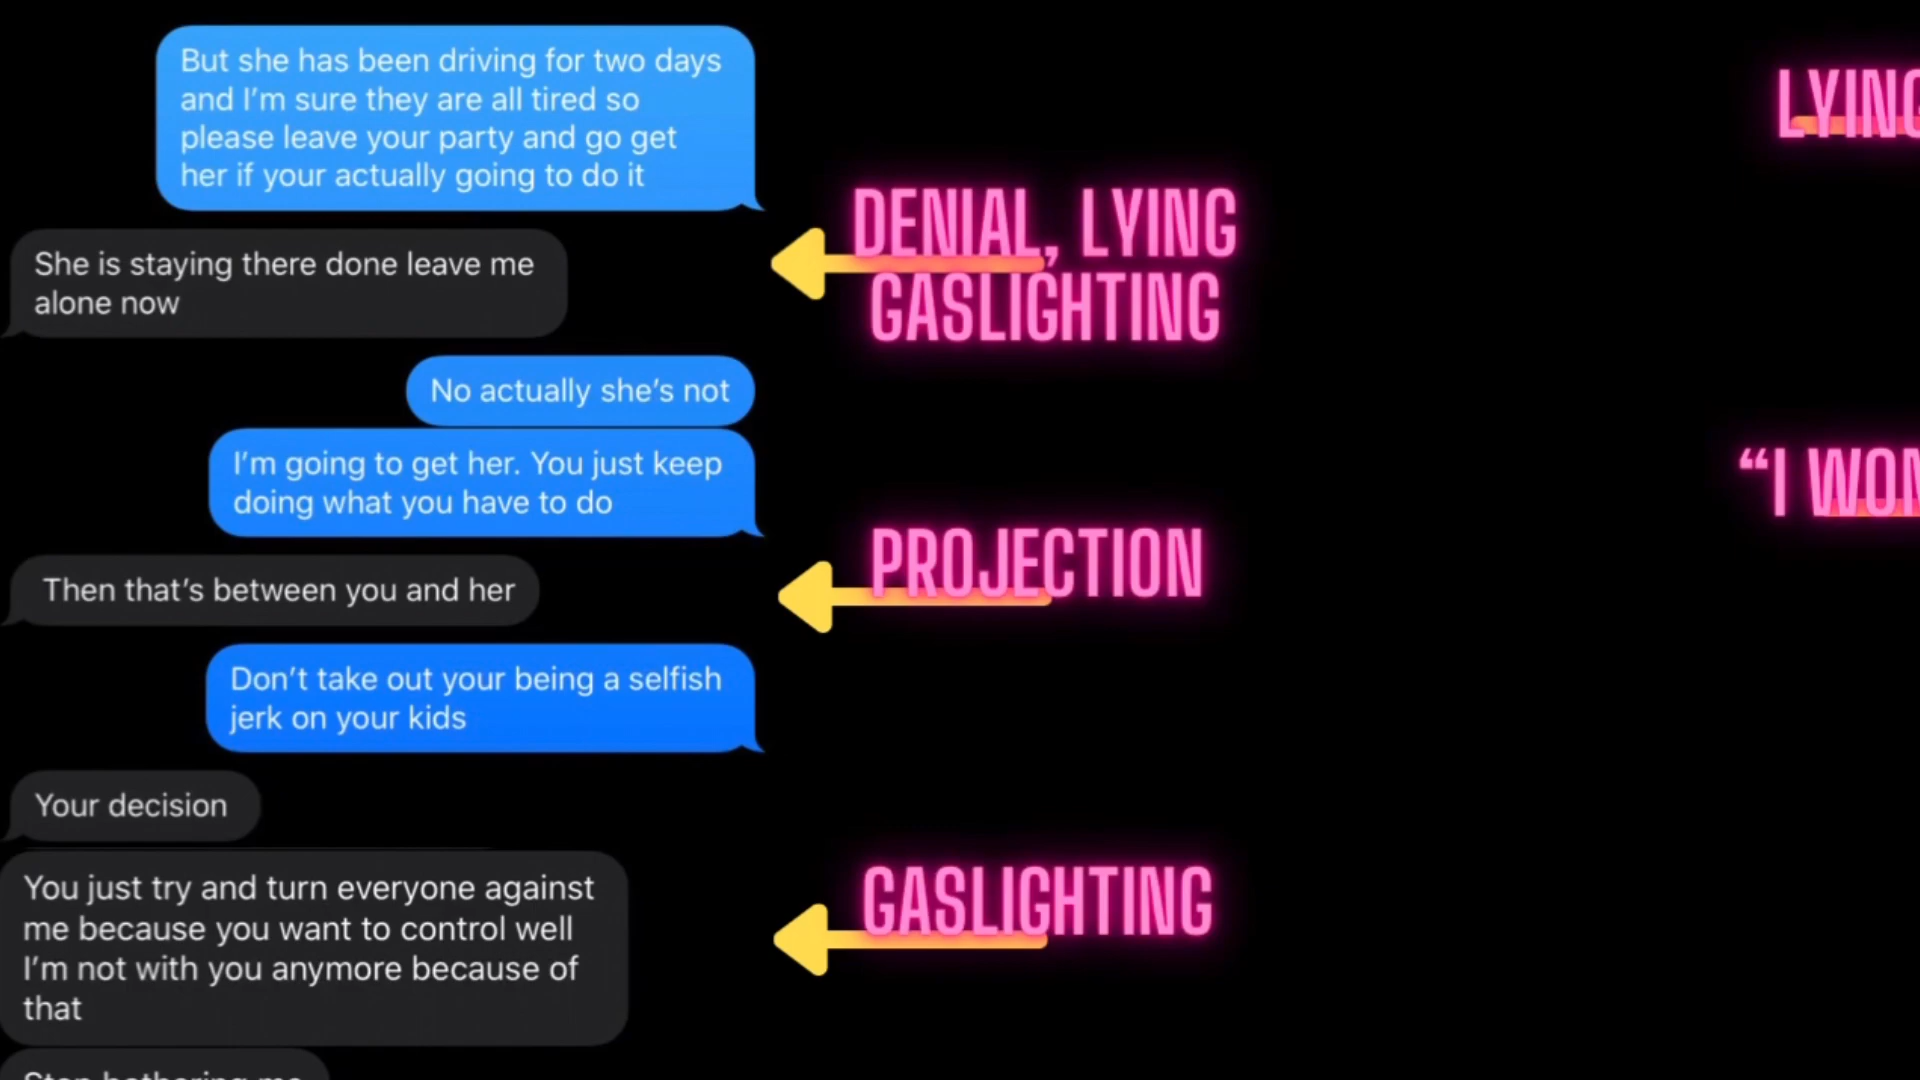 But she has been driving for two days
and I'm sure they are all tired so
please leave your party and go get
her if your actually going to do it
She is staying there done leave me
alone now
DENIAL, LYING
GASLIGHTING
No actually she's not
I'm going to get her. You just keep
doing what you have to do
Then that's between you and her
PROJECTION
Don't take out your being a selfish
jerk on your kids
Your decision
You just try and turn everyone against
me because you want to control well
I'm not with you anymore because of
that
GASLIGHTING
Stop bothering me
LYING
“I WON